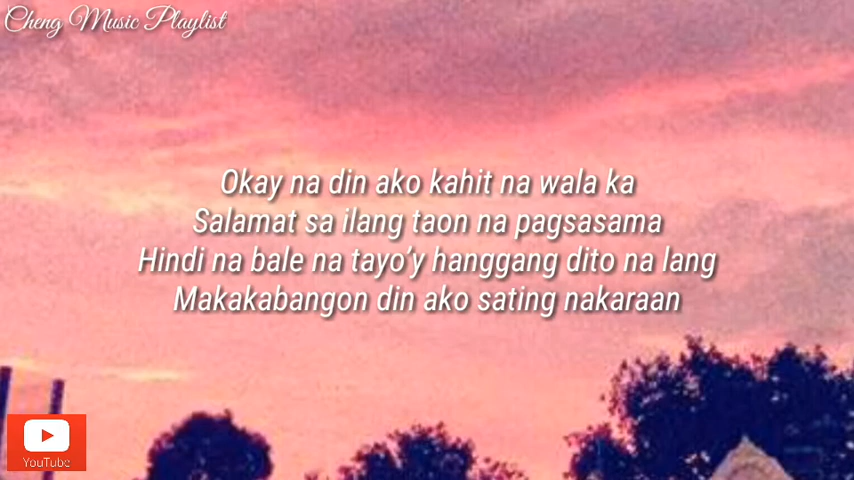 Cheng Music Playlist
Okay na din ako kahit na wala ka
Salamat sa ilang taon na pagsasama
Hindi na bale na tayo’y hanggang dito na lang
Makakabangon din ako sating nakaraan
YouTube